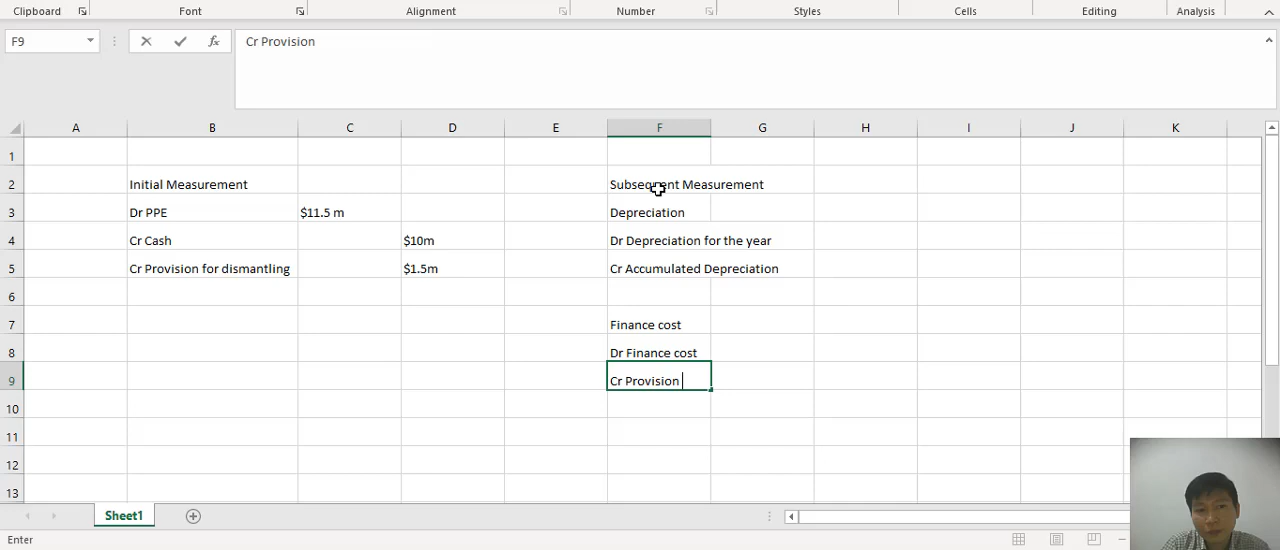 Clipboard Font Alignment Number Styles Cells Editing Analysis
F9 fx Cr Provision
A B C D E F G H I J K
1
2 Initial Measurement Subsequent Measurement
3 Dr PPE $11.5 m Depreciation
4 Cr Cash $10m Dr Depreciation for the year
5 Cr Provision for dismantling $1.5m Cr Accumulated Depreciation
6
7 Finance cost
8 Dr Finance cost
9 Cr Provision
10
11
12
13
Sheet1
Enter